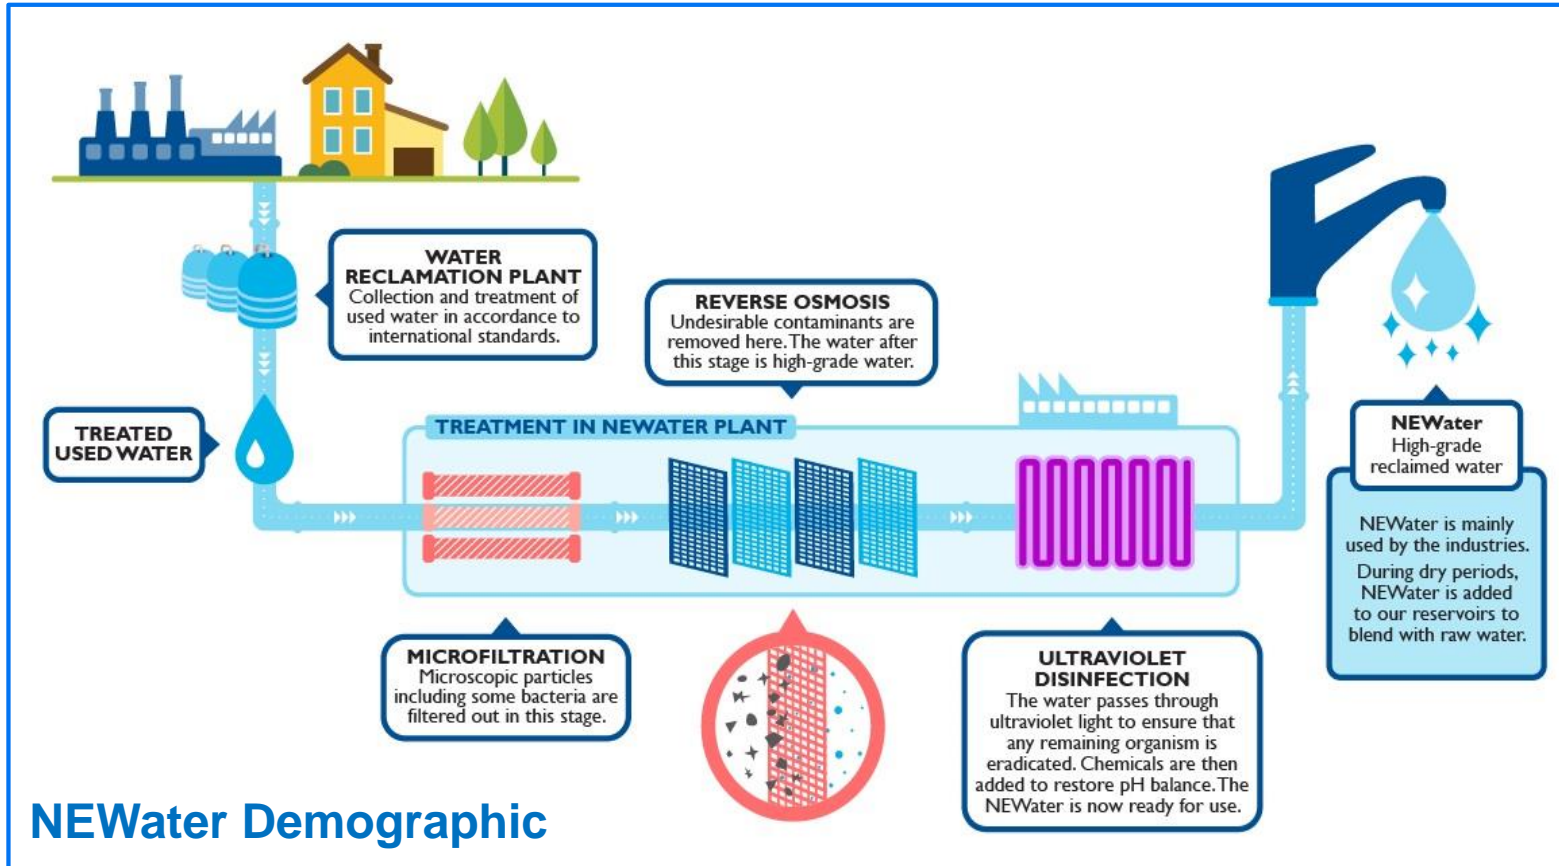 WATER
RECLAMATION PLANT
Collection and treatment of
used water in accordance to
international standards.
TREATED
USED WATER
REVERSE OSMOSIS
Undesirable contaminants are
removed here. The water after
this stage is high-grade water.
TREATMENT IN NEWATER PLANT
MICROFILTRATION
Microscopic particles
including some bacteria are
filtered out in this stage.
ULTRAVIOLET
DISINFECTION
The water passes through
ultraviolet light to ensure that
any remaining organism is
eradicated. Chemicals are then
added to restore pH balance. The
NEWater is now ready for use.
NEWater
High-grade
reclaimed water
NEWater is mainly
used by the industries.
During dry periods,
NEWater is added
to our reservoirs to
blend with raw water.
NEWater Demographic